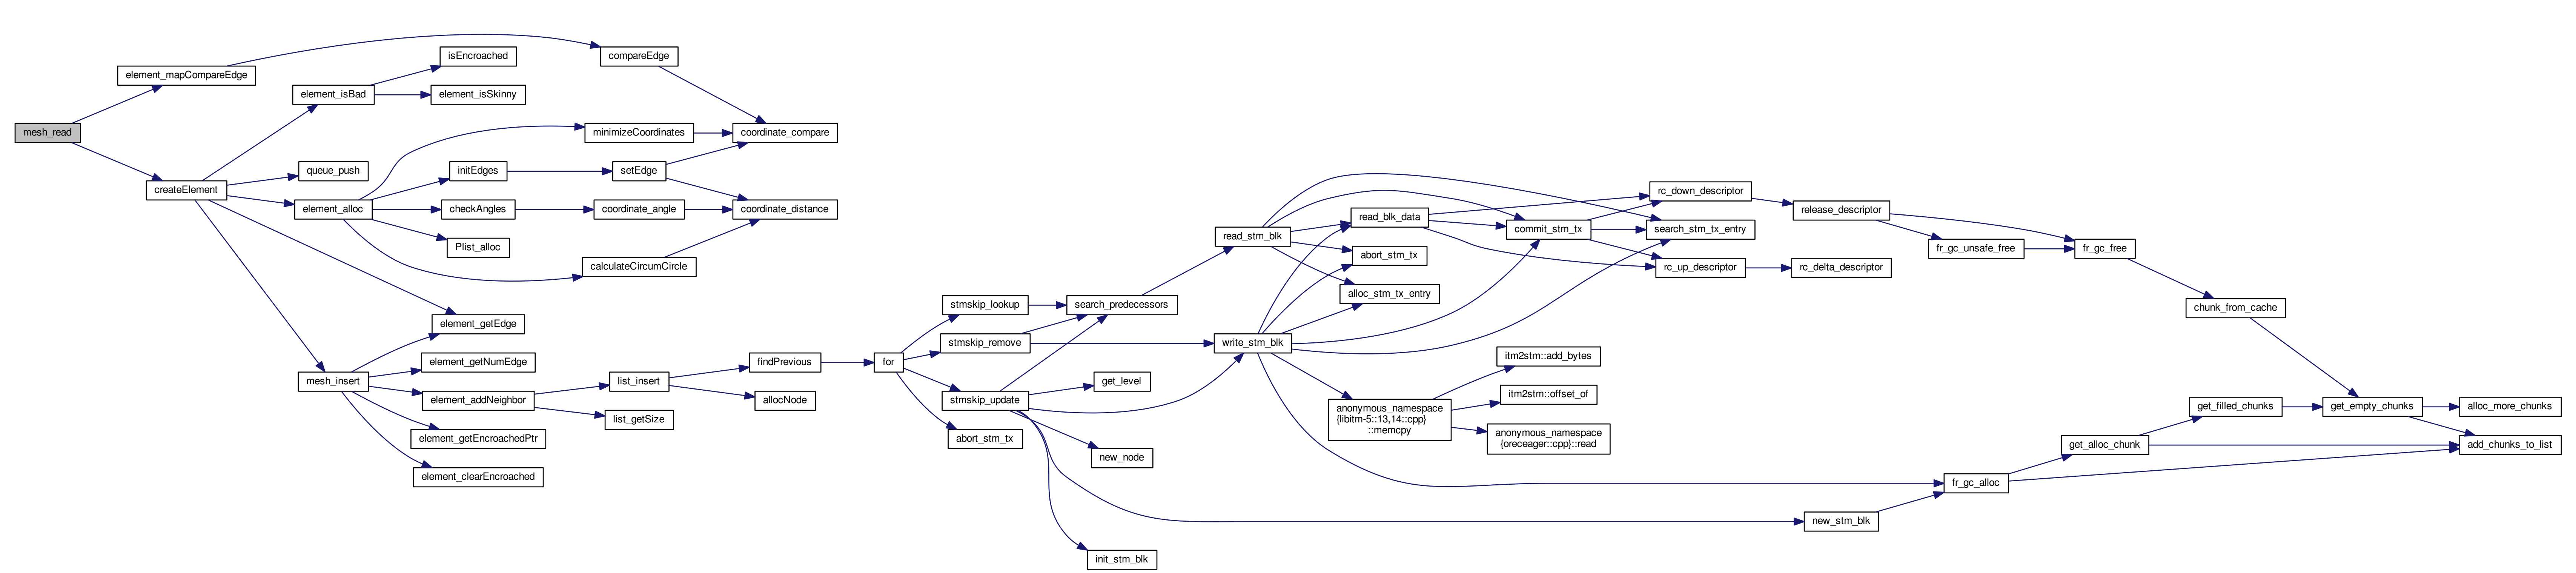 mesh_read
element_mapCompareEdge
createElement
element_isBad
queue_push
element_alloc
mesh_insert
isEncroached
element_isSkinny
initEdges
checkAngles
Plist_alloc
element_getEdge
element_getNumEdge
element_addNeighbor
element_getEncroachedPtr
element_clearEncroached
compareEdge
minimizeCoordinates
setEdge
coordinate_angle
calculateCircumCircle
list_insert
list_getSize
coordinate_compare
coordinate_distance
findPrevious
allocNode
for
stmskip_lookup
stmskip_remove
stmskip_update
abort_stm_tx
search_predecessors
get_level
new_node
init_stm_blk
read_stm_blk
write_stm_blk
read_blk_data
abort_stm_tx
alloc_stm_tx_entry
anonymous_namespace
{libitm-5::13,14::cpp}
::memcpy
commit_stm_tx
itm2stm::add_bytes
itm2stm::offset_of
anonymous_namespace
{oreceager::cpp}::read
rc_down_descriptor
search_stm_tx_entry
rc_up_descriptor
release_descriptor
rc_delta_descriptor
new_stm_blk
fr_gc_unsafe_free
fr_gc_alloc
fr_gc_free
get_alloc_chunk
chunk_from_cache
get_filled_chunks
get_empty_chunks
alloc_more_chunks
add_chunks_to_list